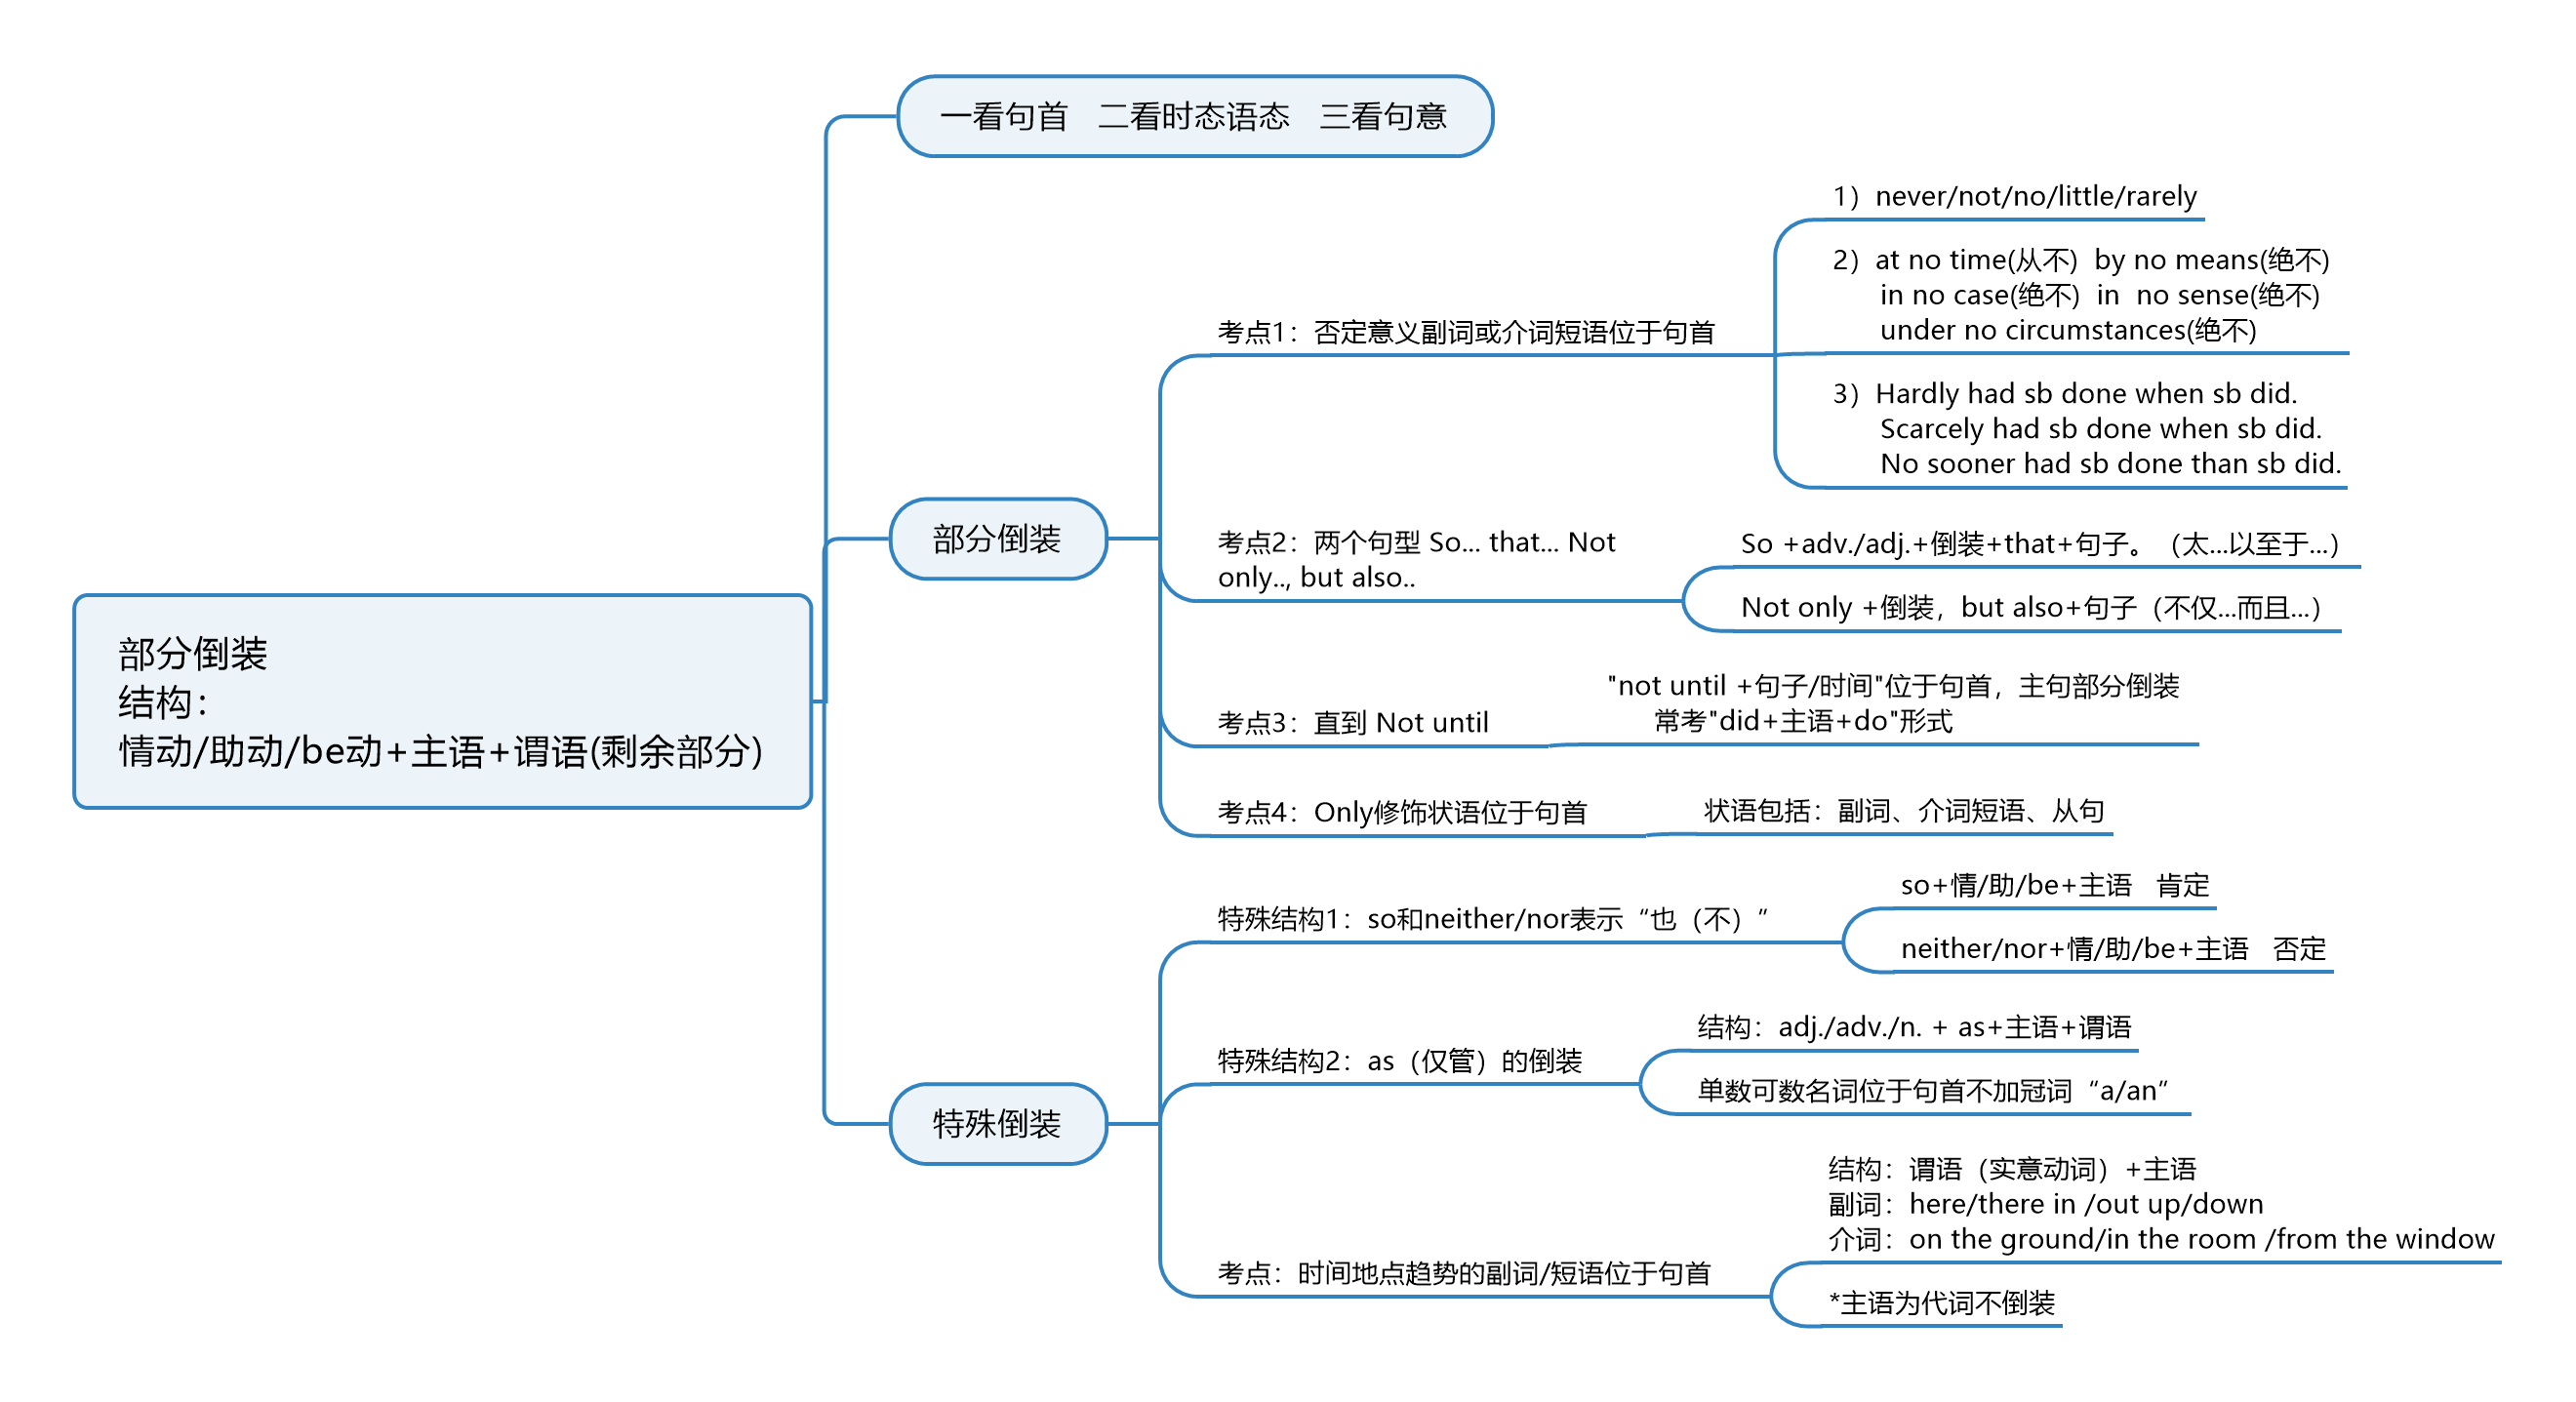 一看句首 二看时态语态 三看句意
部分倒装
结构：
情动/助动/be动+主语+谓语(剩余部分)
部分倒装
考点1：否定意义副词或介词短语位于句首
1）never/not/no/little/rarely
2）at no time(从不) by no means(绝不)
in no case(绝不) in no sense(绝不)
under no circumstances(绝不)
3）Hardly had sb done when sb did.
Scarcely had sb done when sb did.
No sooner had sb done than sb did.
考点2：两个句型 So... that... Not
only.., but also..
So +adv./adj.+倒装+that+句子。（太...以至于...）
Not only +倒装，but also+句子（不仅...而且...）
考点3：直到 Not until
"not until +句子/时间"位于句首，主句部分倒装
常考"did+主语+do"形式
考点4：Only修饰状语位于句首
状语包括：副词、介词短语、从句
特殊倒装
特殊结构1：so和neither/nor表示“也（不）”
so+情/助/be+主语 肯定
neither/nor+情/助/be+主语 否定
特殊结构2：as（仅管）的倒装
结构：adj./adv./n. + as+主语+谓语
单数可数名词位于句首不加冠词“a/an”
考点：时间地点趋势的副词/短语位于句首
结构：谓语（实意动词）+主语
副词：here/there in /out up/down
介词：on the ground/in the room /from the window
*主语为代词不倒装